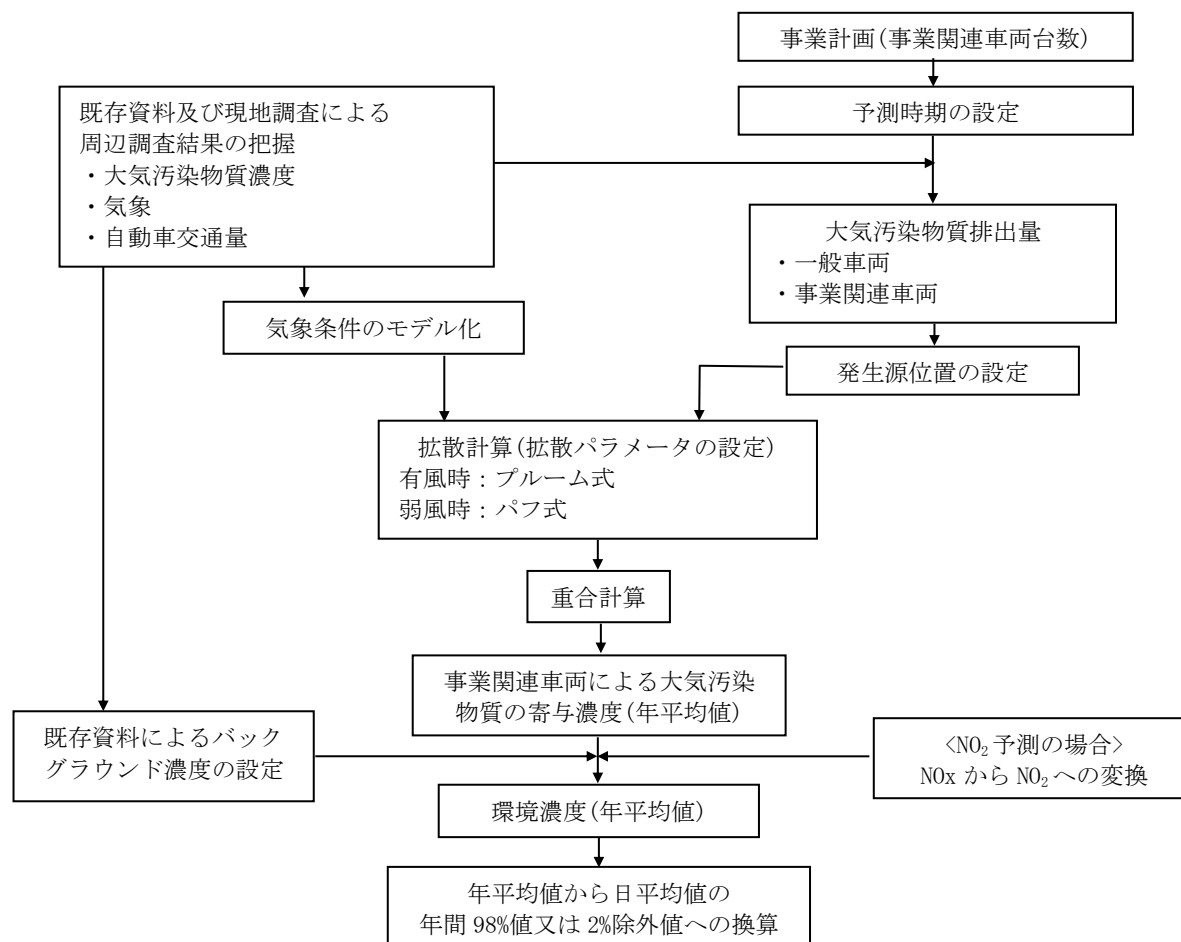 事業計画(事業関連車両台数)
予測時期の設定
既存資料及び現地調査による
周辺調査結果の把握
・大気汚染物質濃度
・気象
・自動車交通量
大気汚染物質排出量
・一般車両
・事業関連車両
気象条件のモデル化
発生源位置の設定
拡散計算(拡散パラメータの設定)
有風時：プルーム式
弱風時：パフ式
重合計算
事業関連車両による大気汚染
物質の寄与濃度(年平均値)
既存資料によるバック
グラウンド濃度の設定
<NO₂予測の場合>
NOxからNO₂への変換
環境濃度(年平均値)
年平均値から日平均値の
年間98%値又は2%除外値への換算